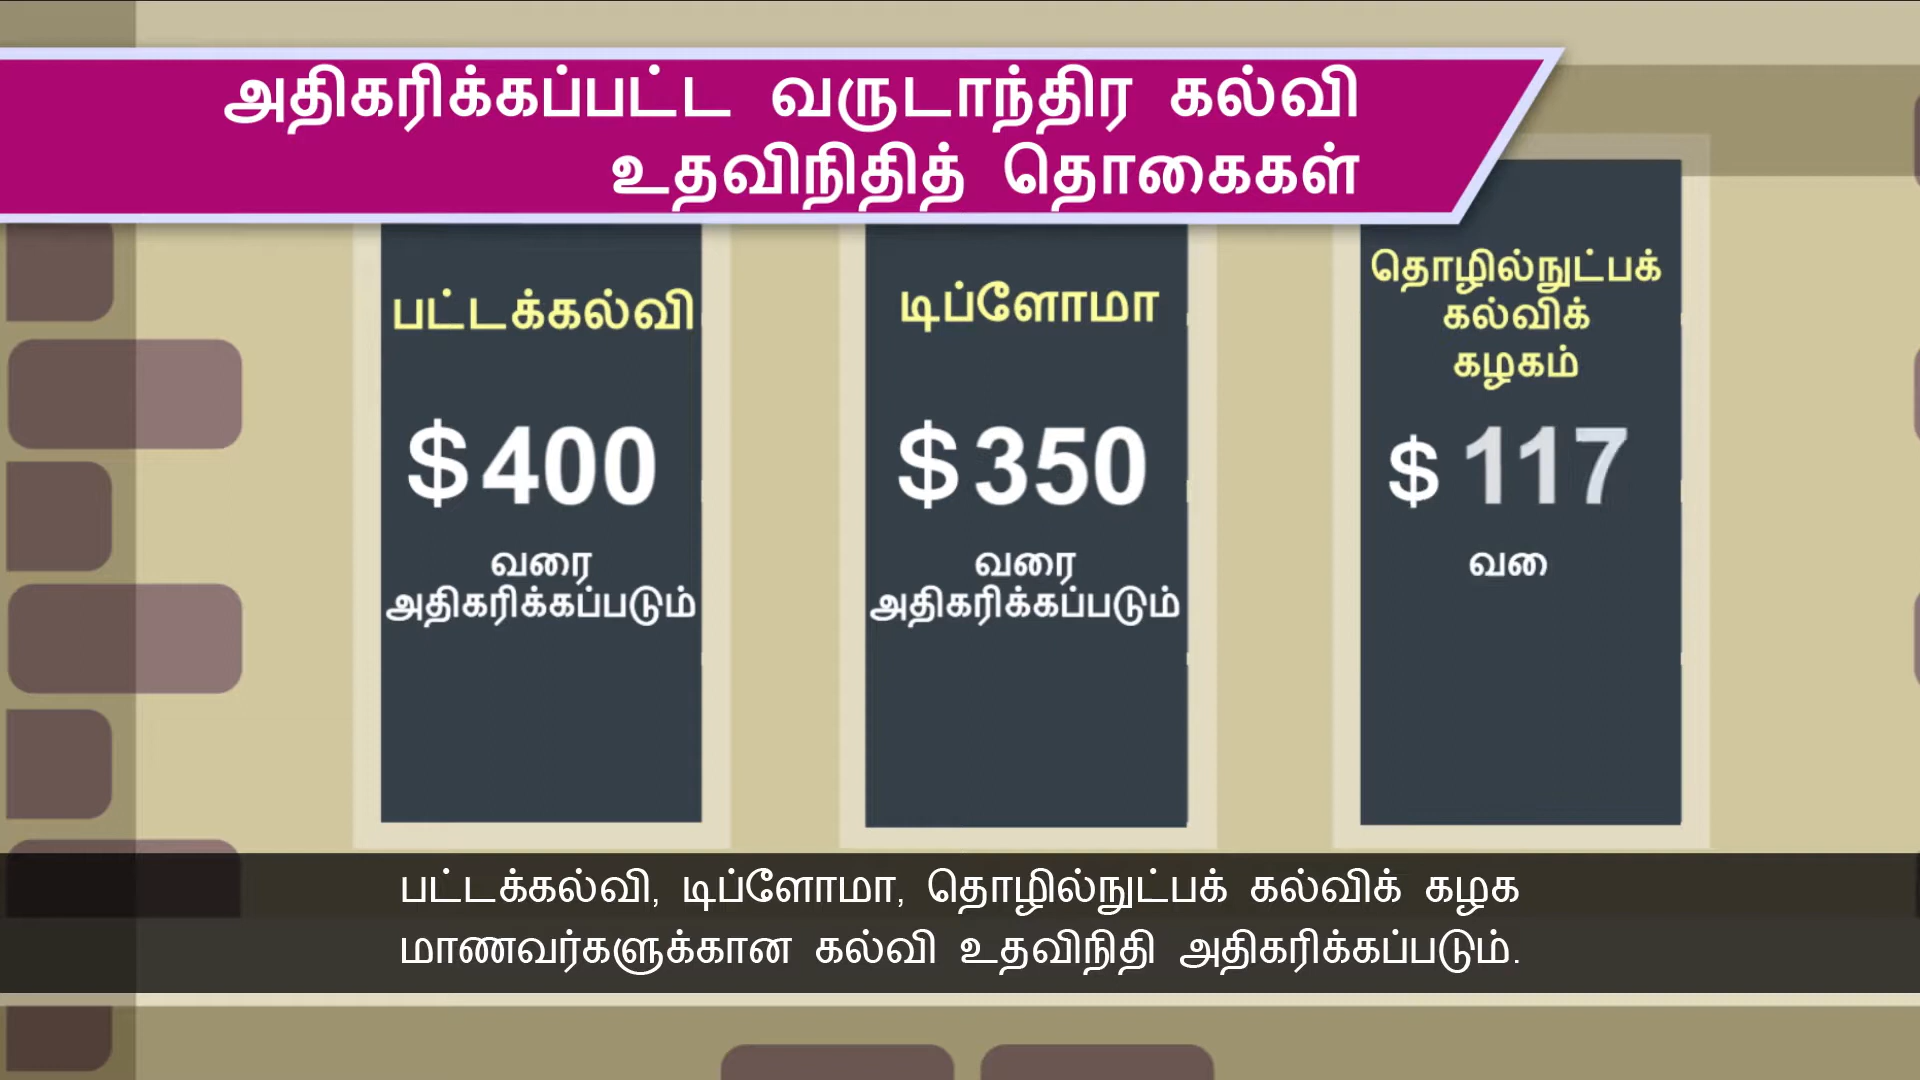 அதிகரிக்கப்பட்ட வருடாந்திர கல்வி
உதவிநிதித் தொகைகள்
பட்டக்கல்வி
$400
வரை
அதிகரிக்கப்படும்
டிப்ளோமா
$350
வரை
அதிகரிக்கப்படும்
தொழில்நுட்பக்
கல்விக்
கழகம்
$117
வரை
பட்டக்கல்வி, டிப்ளோமா, தொழில்நுட்பக் கல்விக் கழக
மாணவர்களுக்கான கல்வி உதவிநிதி அதிகரிக்கப்படும்.